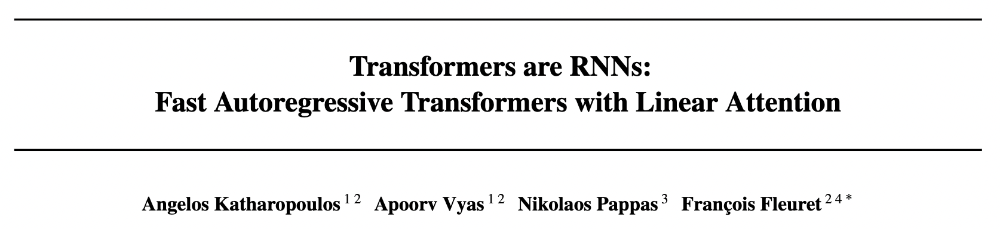 Transformers are RNNs:
Fast Autoregressive Transformers with Linear Attention
Angelos Katharopoulos 1 2 Apoorv Vyas 1 2 Nikolaos Pappas 3 François Fleuret 2 4 *